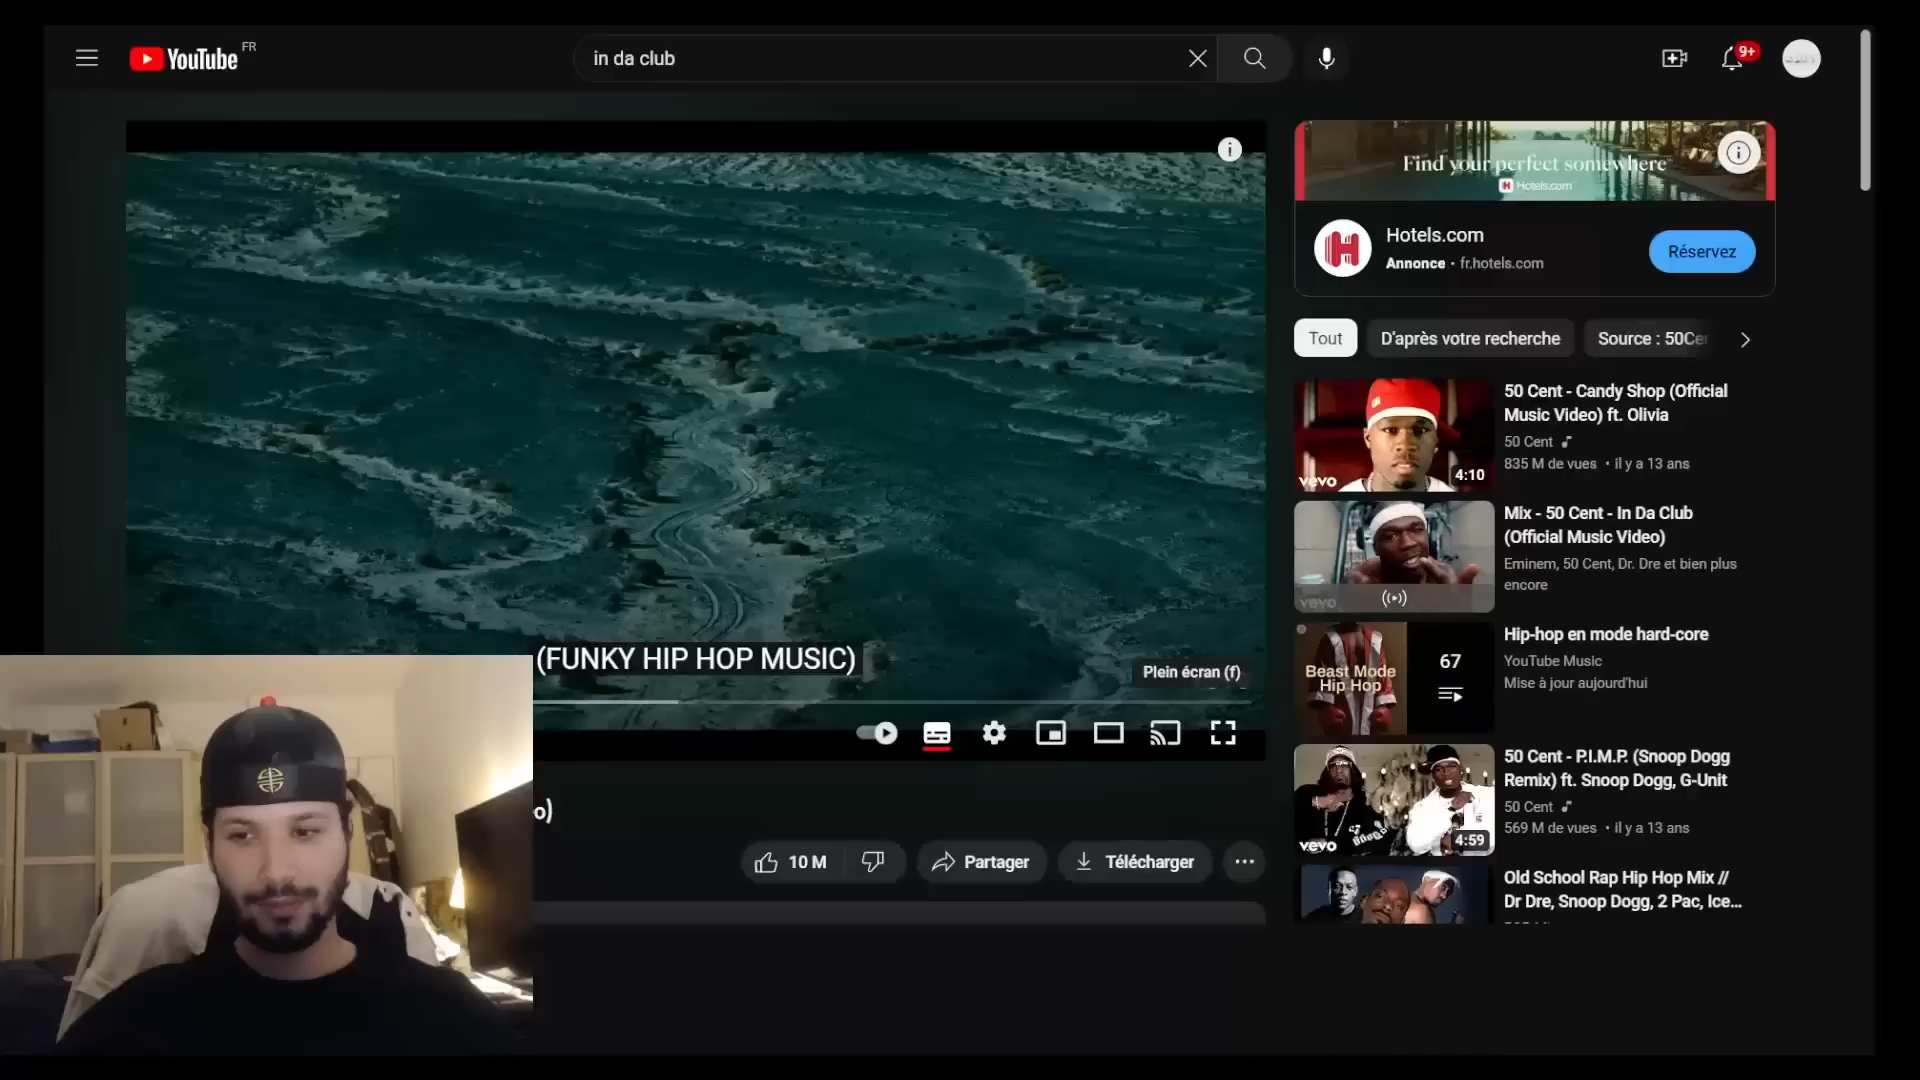 YouTube FR
in da club
9+
Find your perfect somewhere
Hotels.com
Hotels.com
Annonce • fr.hotels.com
Réservez
Tout
D'après votre recherche
Source : 50Cen
50 Cent - Candy Shop (Official
Music Video) ft. Olivia
50 Cent
835 M de vues • il y a 13 ans
vevo
4:10
Mix - 50 Cent - In Da Club
(Official Music Video)
Eminem, 50 Cent, Dr. Dre et bien plus
encore
vevo
Hip-hop en mode hard-core
YouTube Music
Mise à jour aujourd'hui
Beast Mode
Hip Hop
67
50 Cent - P.I.M.P. (Snoop Dogg
Remix) ft. Snoop Dogg, G-Unit
50 Cent
569 M de vues • il y a 13 ans
vevo
4:59
Old School Rap Hip Hop Mix //
Dr Dre, Snoop Dogg, 2 Pac, Ice...
(FUNKY HIP HOP MUSIC)
Plein écran (f)
o)
10 M
Partager
Télécharger